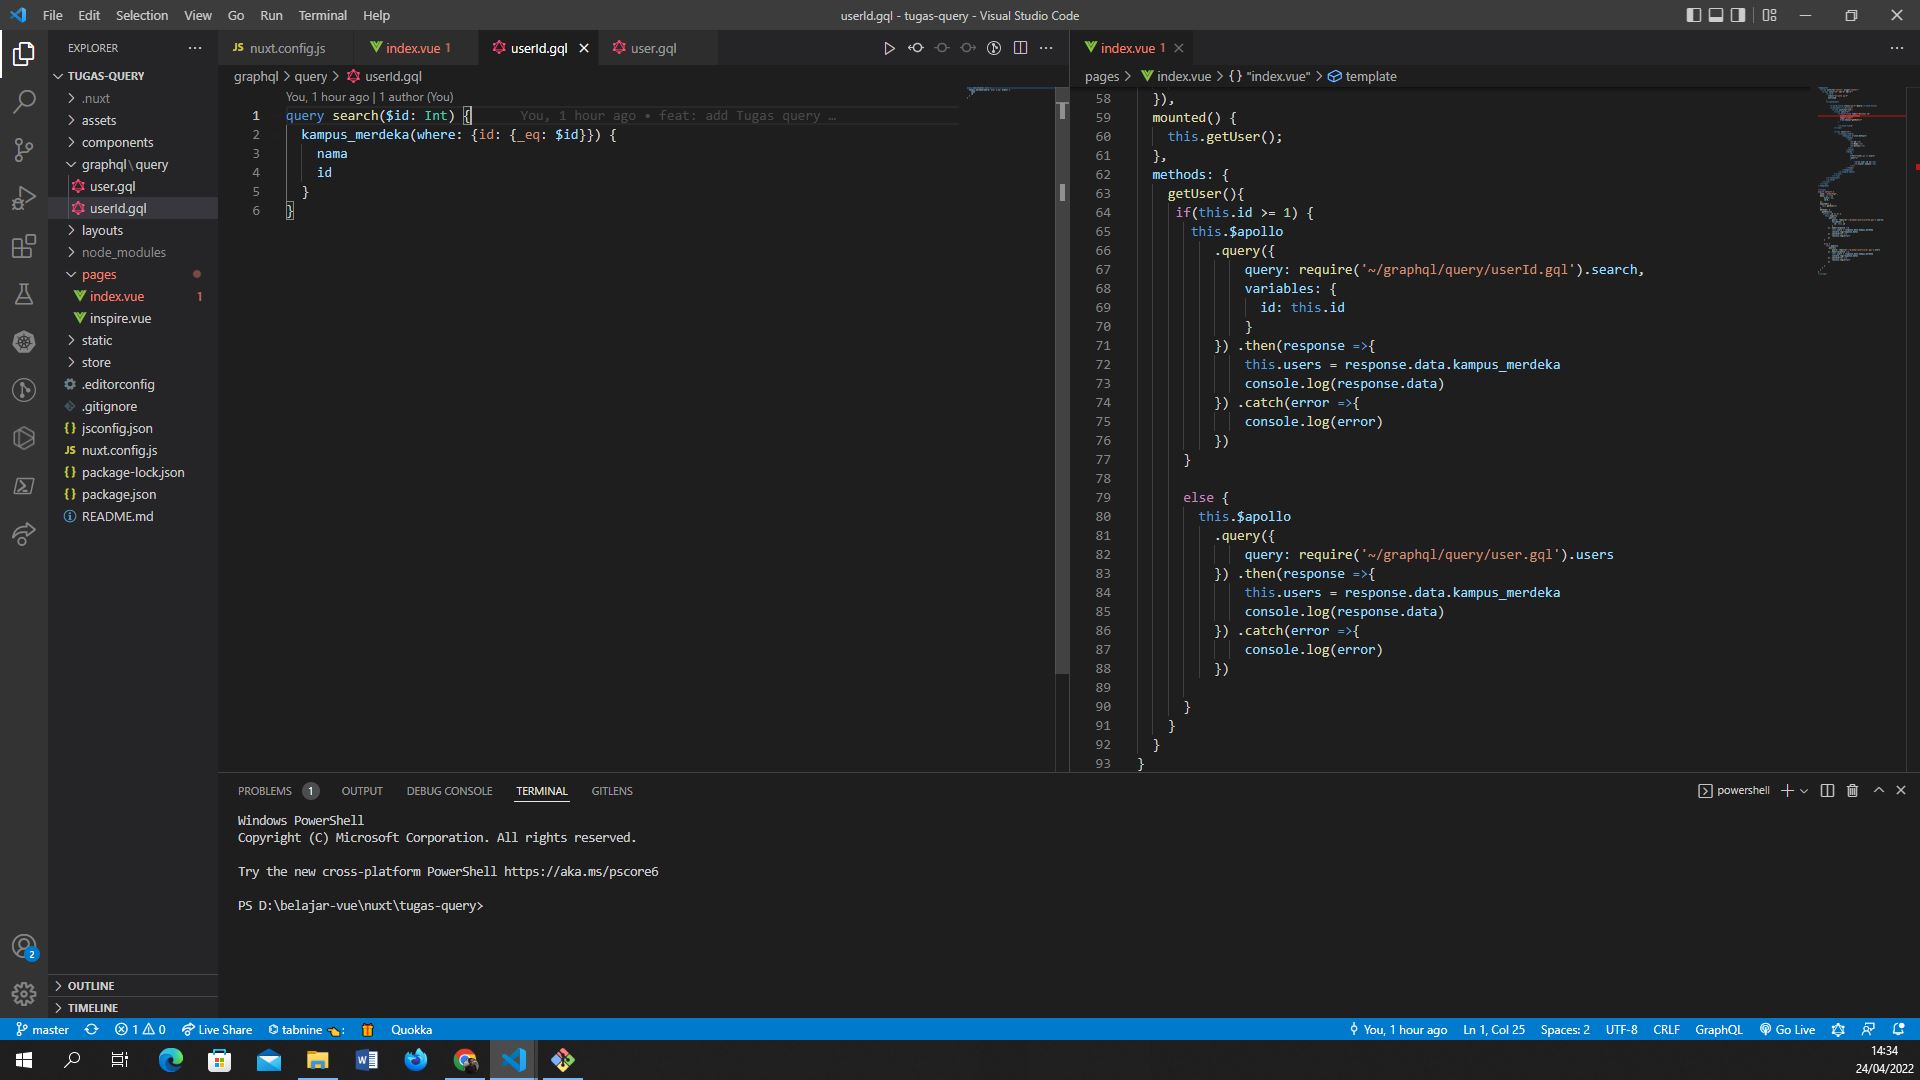 File Edit Selection View Go Run Terminal Help
userId.gql - tugas-query - Visual Studio Code
EXPLORER
TUGAS-QUERY
.nuxt
assets
components
graphql\query
user.gql
userId.gql
layouts
node_modules
pages
index.vue 1
inspire.vue
static
store
.editorconfig
.gitignore
jsconfig.json
nuxt.config.js
package-lock.json
package.json
README.md
OUTLINE
TIMELINE
2
JS nuxt.config.js index.vue 1 userId.gql user.gql
graphql > query > userId.gql
You, 1 hour ago | 1 author (You)
1 query search($id: Int) { You, 1 hour ago • feat: add Tugas query …
2 kampus_merdeka(where: {id: {_eq: $id}}) {
3 nama
4 id
5 }
6 }
index.vue 1
pages > index.vue > {} "index.vue" > template
58 }),
59 mounted() {
60 this.getUser();
61 },
62 methods: {
63 getUser(){
64 if(this.id >= 1) {
65 this.$apollo
66 .query({
67 query: require('~/graphql/query/userId.gql').search,
68 variables: {
69 id: this.id
70 }
71 }) .then(response =>{
72 this.users = response.data.kampus_merdeka
73 console.log(response.data)
74 }) .catch(error =>{
75 console.log(error)
76 })
77 }
78
79 else {
80 this.$apollo
81 .query({
82 query: require('~/graphql/query/user.gql').users
83 }) .then(response =>{
84 this.users = response.data.kampus_merdeka
85 console.log(response.data)
86 }) .catch(error =>{
87 console.log(error)
88 })
89
90 }
91 }
92 }
93 }
PROBLEMS 1 OUTPUT DEBUG CONSOLE TERMINAL GITLENS
powershell
Windows PowerShell
Copyright (C) Microsoft Corporation. All rights reserved.
Try the new cross-platform PowerShell https://aka.ms/pscore6
PS D:\belajar-vue\nuxt\tugas-query>
master 1 0 Live Share tabnine Quokka
You, 1 hour ago Ln 1, Col 25 Spaces: 2 UTF-8 CRLF GraphQL Go Live
14:34
24/04/2022